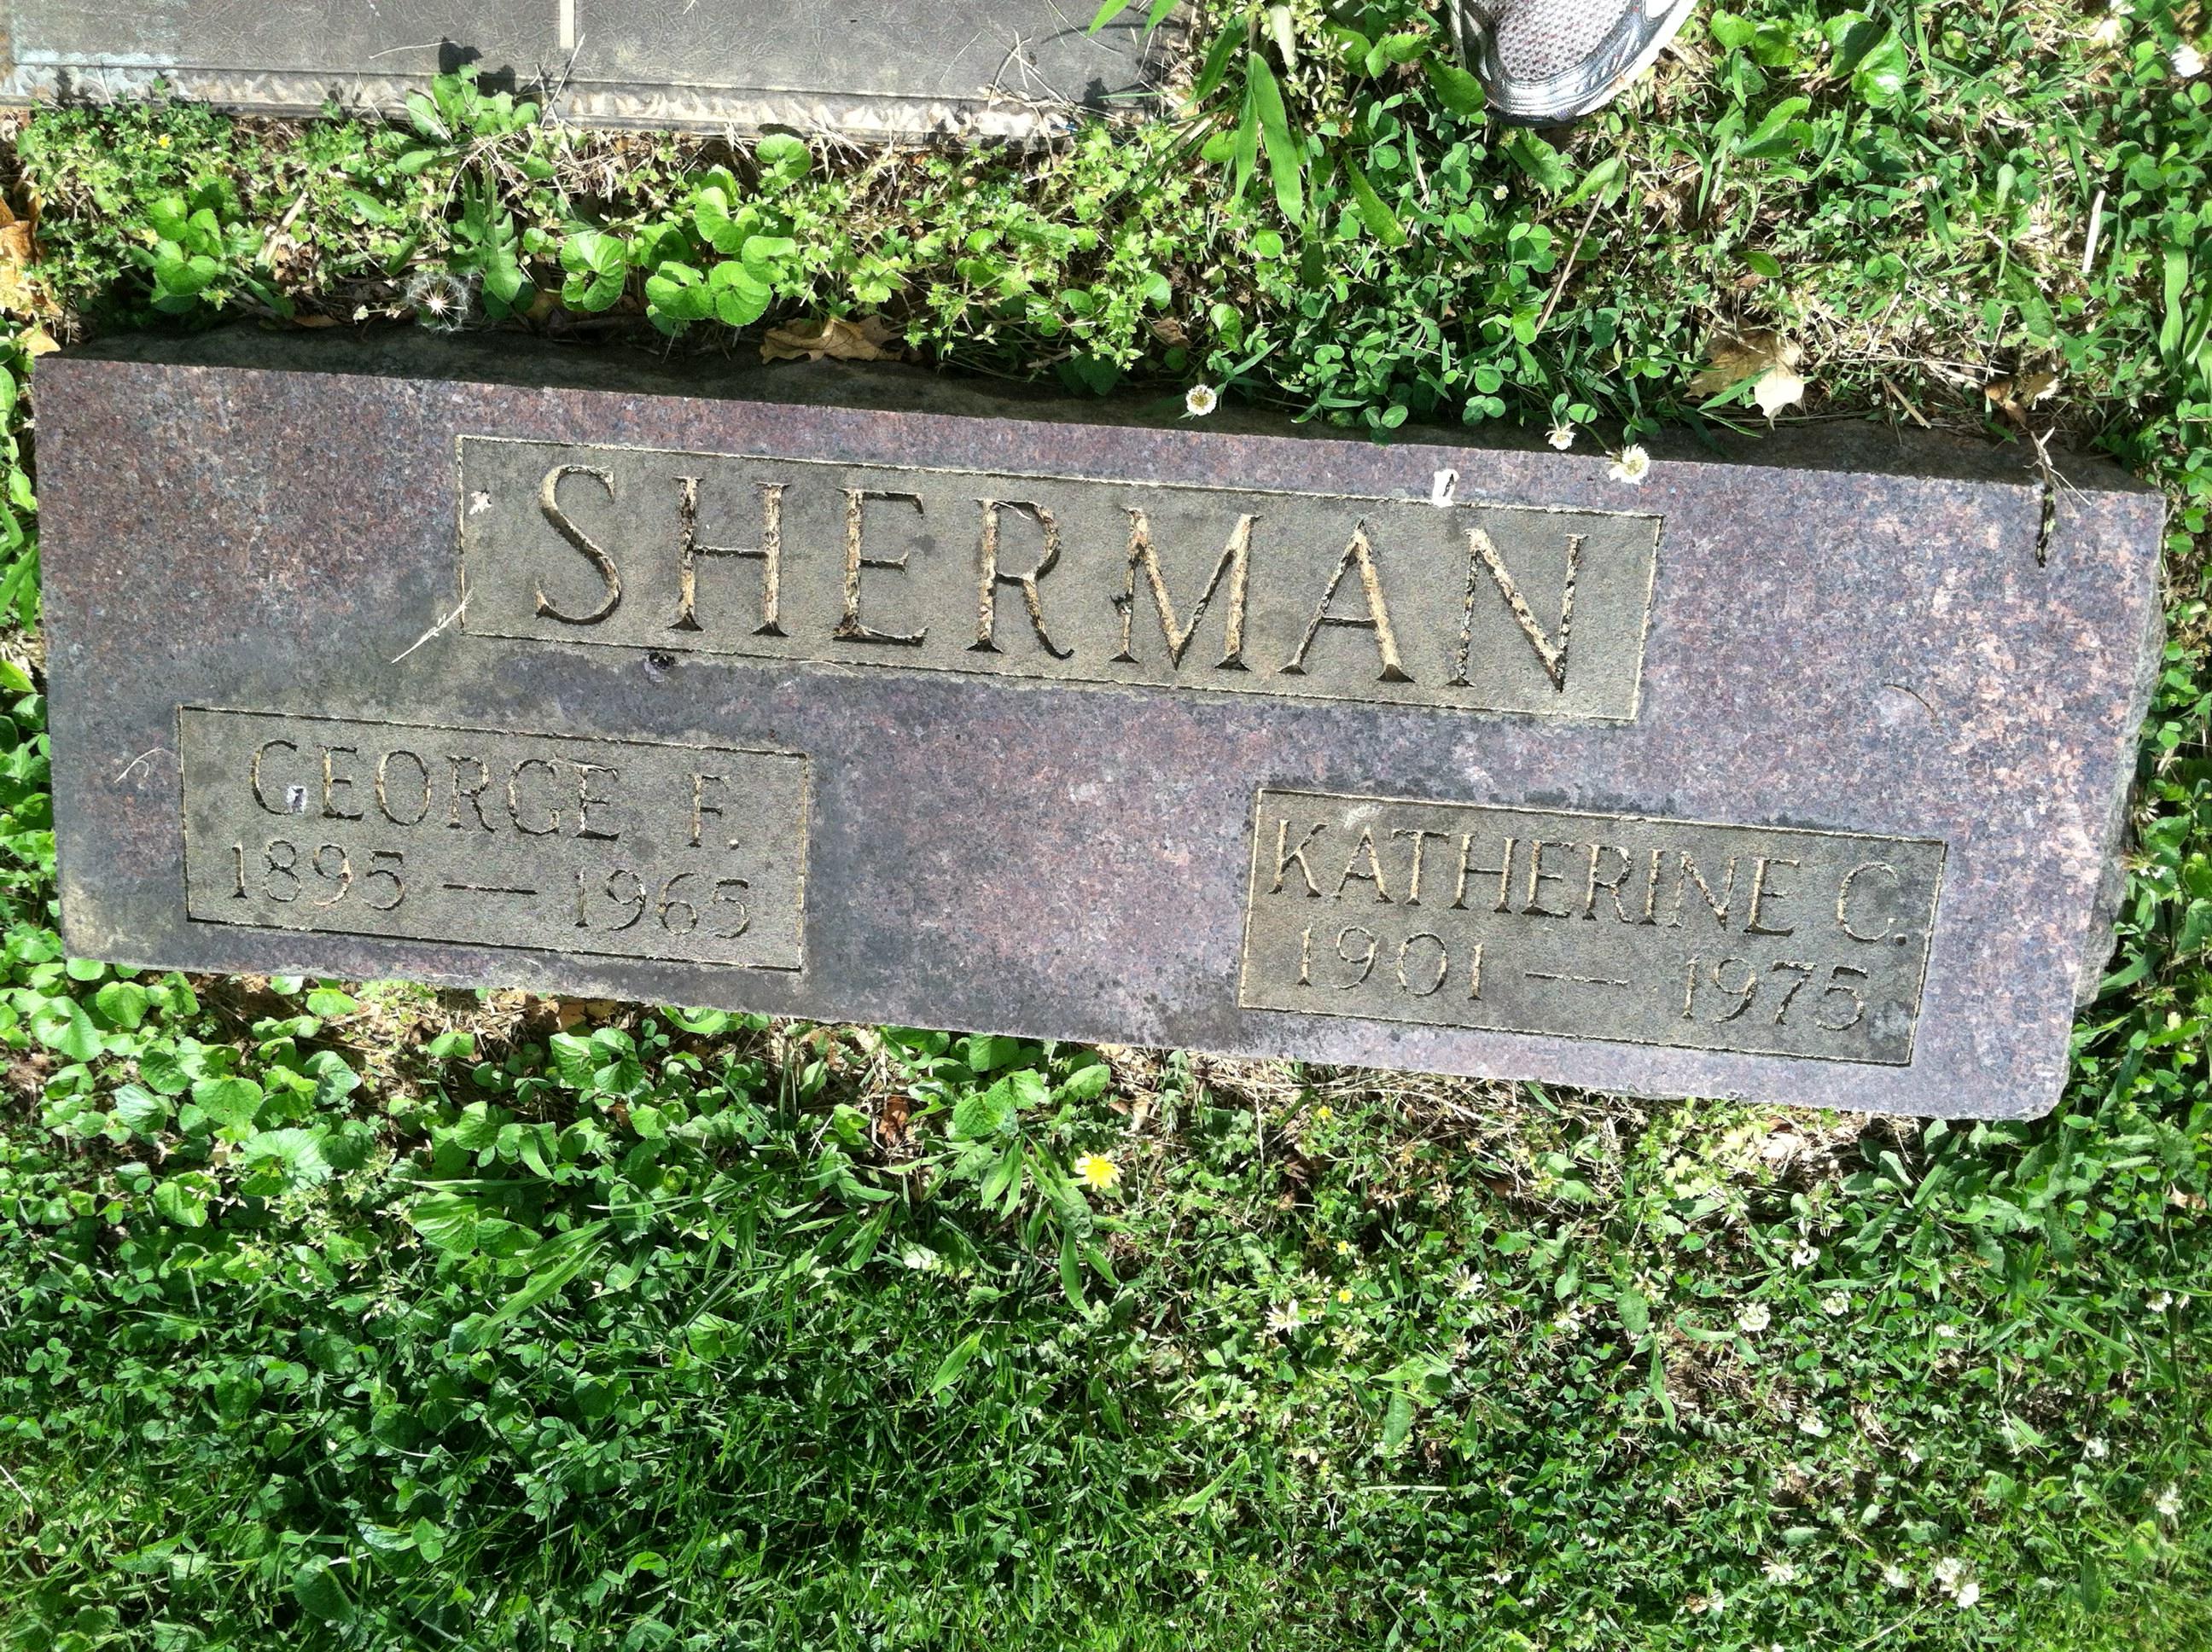 SHERMAN
GEORGE F.
1895 — 1965
KATHERINE C.
1901 — 1975